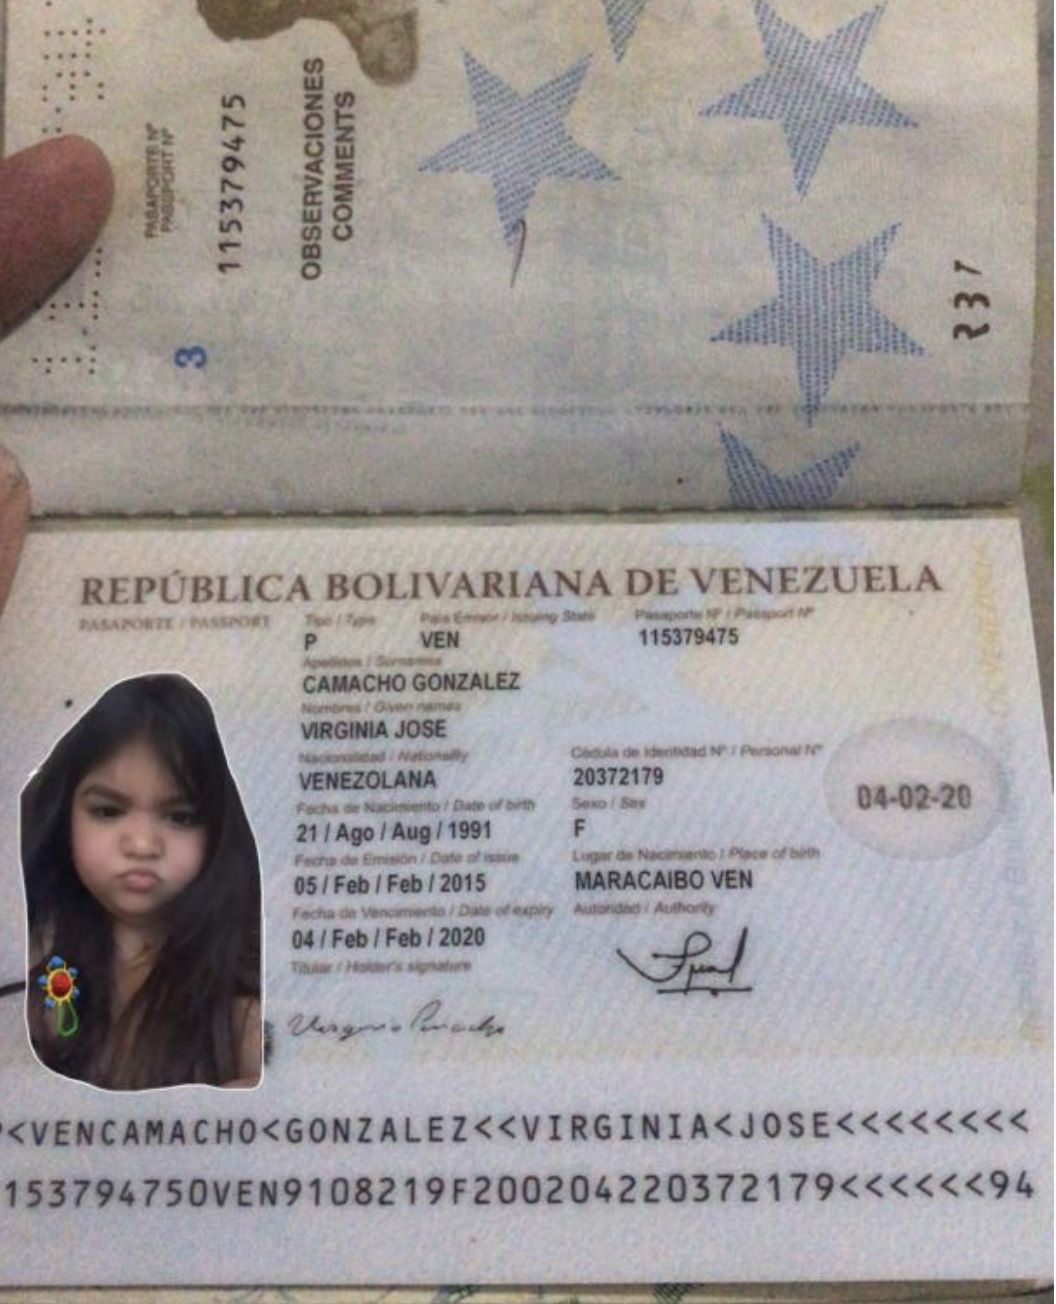 PASAPORTE Nº
PASSPORT Nº
115379475
OBSERVACIONES
COMMENTS
3
237
REPÚBLICA BOLIVARIANA DE VENEZUELA
PASAPORTE / PASSPORT
Tipo / Type
País Emisor / Issuing State
Pasaporte Nº / Passport Nº
P
VEN
115379475
Apellidos / Surnames
CAMACHO GONZALEZ
Nombres / Given names
VIRGINIA JOSE
Nacionalidad / Nationality
Cédula de Identidad Nº / Personal Nº
VENEZOLANA
20372179
04-02-20
Fecha de Nacimiento / Date of birth
Sexo / Sex
21 / Ago / Aug / 1991
F
Fecha de Emisión / Date of issue
Lugar de Nacimiento / Place of birth
05 / Feb / Feb / 2015
MARACAIBO VEN
Fecha de Vencimiento / Date of expiry
Autoridad / Authority
04 / Feb / Feb / 2020
Titular / Holder's signature
<VENCAMACHO<GONZALEZ<<VIRGINIA<JOSE<<<<<<<<
153794750VEN9108219F200204220372179<<<<<<94